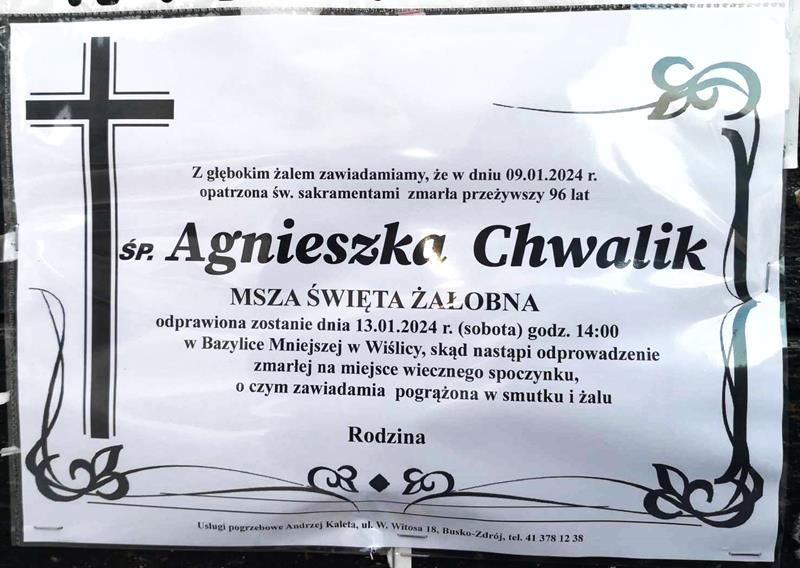 Z głębokim żalem zawiadamiamy, że w dniu 09.01.2024 r.
opatrzona św. sakramentami zmarła przeżywszy 96 lat
ŚP. Agnieszka Chwalik
MSZA ŚWIĘTA ŻAŁOBNA
odprawiona zostanie dnia 13.01.2024 r. (sobota) godz. 14:00
w Bazylice Mniejszej w Wiślicy, skąd nastąpi odprowadzenie
zmarłej na miejsce wiecznego spoczynku,
o czym zawiadamia pogrążona w smutku i żalu
Rodzina
Usługi pogrzebowe Andrzej Kaleta, ul. W. Witosa 18, Busko-Zdrój, tel. 41 378 12 38